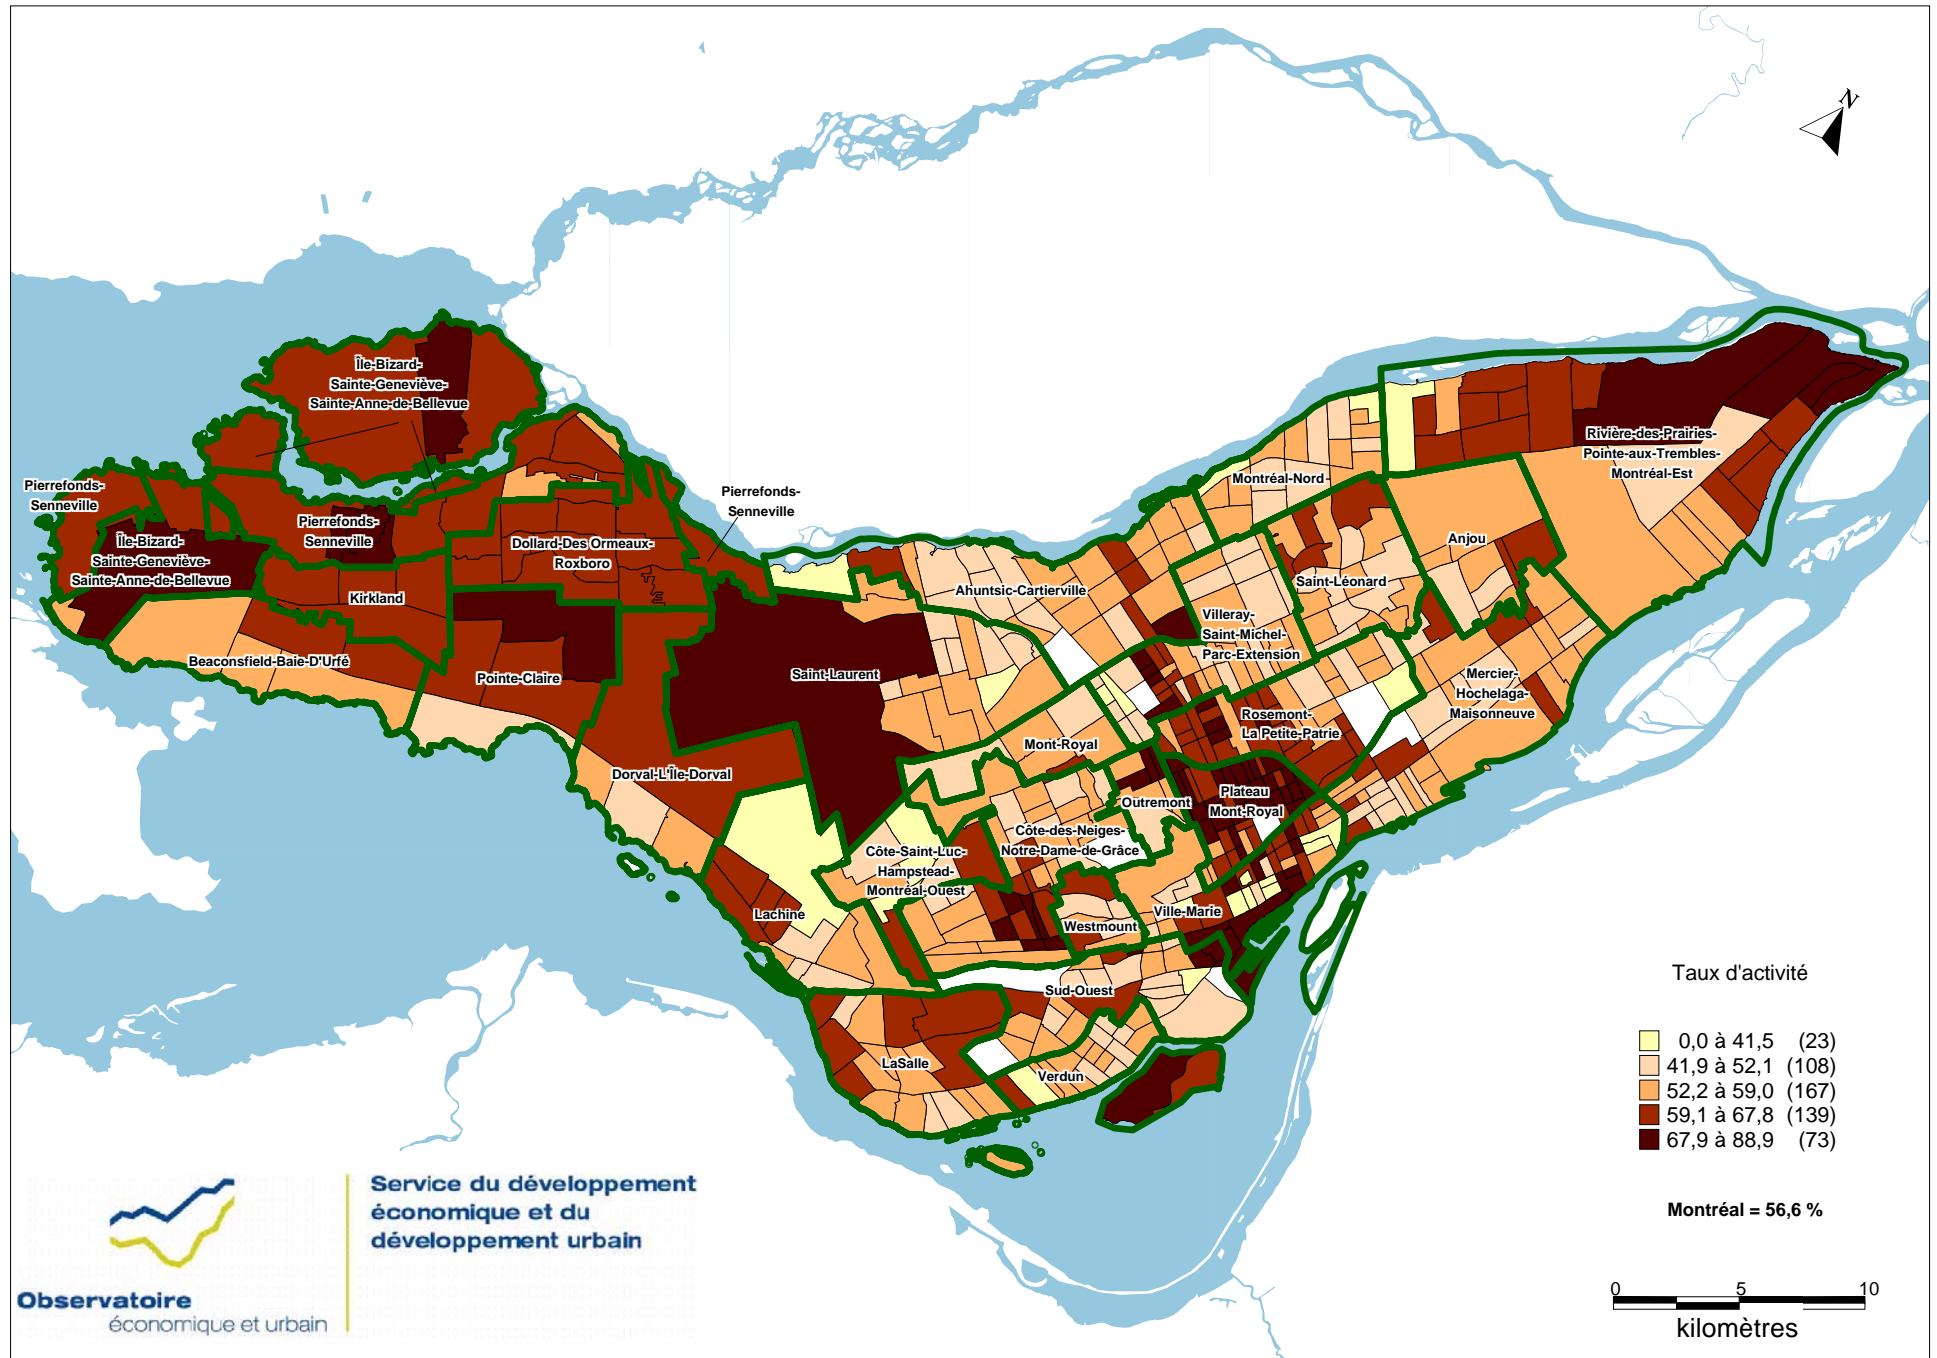 N
Île-Bizard-
Sainte-Geneviève-
Sainte-Anne-de-Bellevue
Pierrefonds-
Senneville
Île-Bizard-
Sainte-Geneviève-
Sainte-Anne-de-Bellevue
Pierrefonds-
Senneville
Pierrefonds-
Senneville
Dollard-Des Ormeaux-
Roxboro
Kirkland
Beaconsfield-Baie-D'Urfé
Pointe-Claire
Dorval-L'Île-Dorval
Saint-Laurent
Ahuntsic-Cartierville
Montréal-Nord
Rivière-des-Prairies-
Pointe-aux-Trembles-
Montréal-Est
Anjou
Saint-Léonard
Villeray-
Saint-Michel-
Parc-Extension
Mercier-
Hochelaga-
Maisonneuve
Rosemont-
La Petite-Patrie
Mont-Royal
Outremont
Plateau
Mont-Royal
Côte-des-Neiges-
Notre-Dame-de-Grâce
Côte-Saint-Luc-
Hampstead-
Montréal-Ouest
Lachine
Westmount
Ville-Marie
Sud-Ouest
LaSalle
Verdun
Taux d'activité
0,0 à 41,5 (23)
41,9 à 52,1 (108)
52,2 à 59,0 (167)
59,1 à 67,8 (139)
67,9 à 88,9 (73)
Montréal = 56,6 %
0 5 10
kilomètres
Service du développement
économique et du
développement urbain
Observatoire
économique et urbain